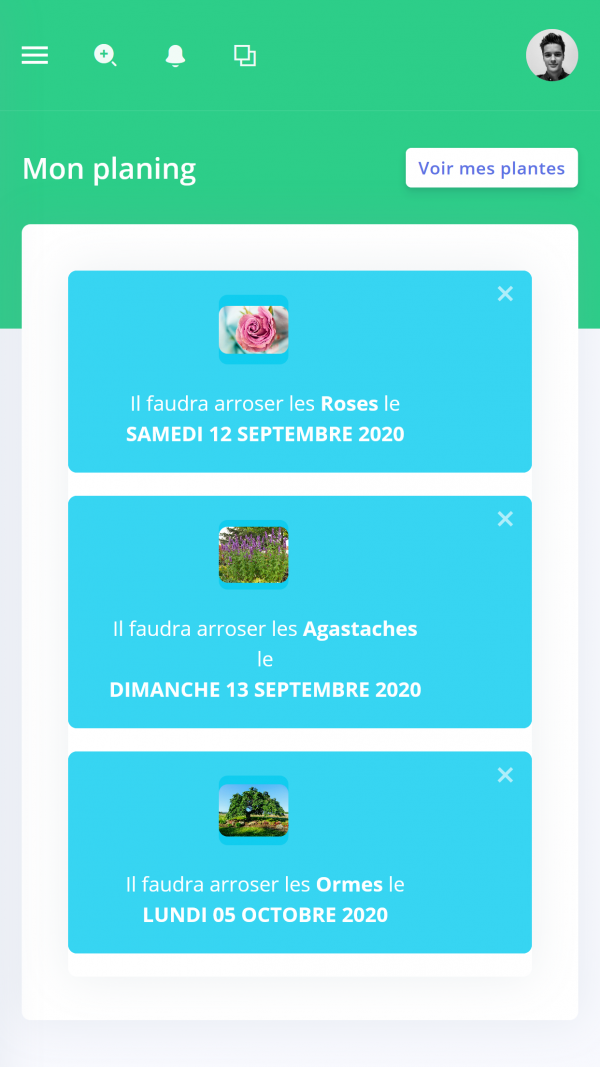 Mon planing
Voir mes plantes
Il faudra arroser les Roses le
SAMEDI 12 SEPTEMBRE 2020
Il faudra arroser les Agastaches
le
DIMANCHE 13 SEPTEMBRE 2020
Il faudra arroser les Ormes le
LUNDI 05 OCTOBRE 2020